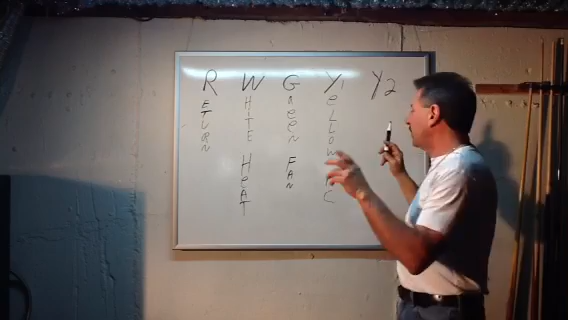 R W G Y1 Y2
RETURN
WHITE HEAT
GREEN FAN
YELLOW